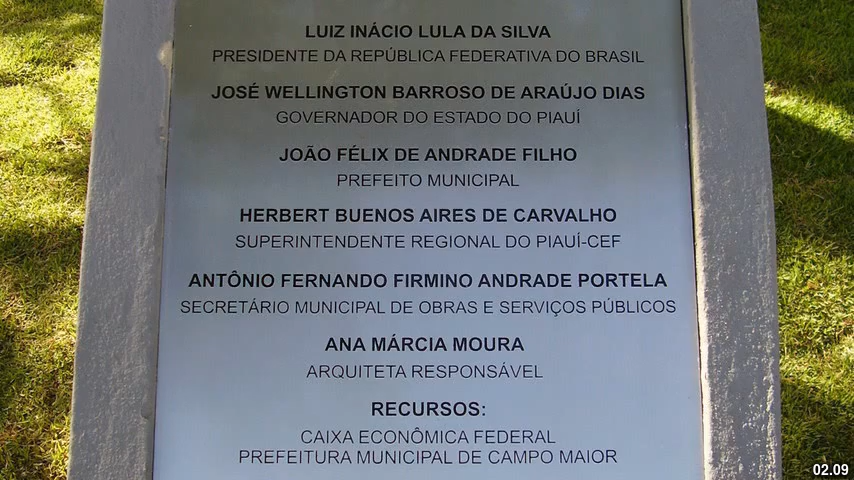 LUIZ INÁCIO LULA DA SILVA
PRESIDENTE DA REPÚBLICA FEDERATIVA DO BRASIL
JOSÉ WELLINGTON BARROSO DE ARAÚJO DIAS
GOVERNADOR DO ESTADO DO PIAUÍ
JOÃO FÉLIX DE ANDRADE FILHO
PREFEITO MUNICIPAL
HERBERT BUENOS AIRES DE CARVALHO
SUPERINTENDENTE REGIONAL DO PIAUÍ-CEF
ANTÔNIO FERNANDO FIRMINO ANDRADE PORTELA
SECRETÁRIO MUNICIPAL DE OBRAS E SERVIÇOS PÚBLICOS
ANA MÁRCIA MOURA
ARQUITETA RESPONSÁVEL
RECURSOS:
CAIXA ECONÔMICA FEDERAL
PREFEITURA MUNICIPAL DE CAMPO MAIOR
02.09